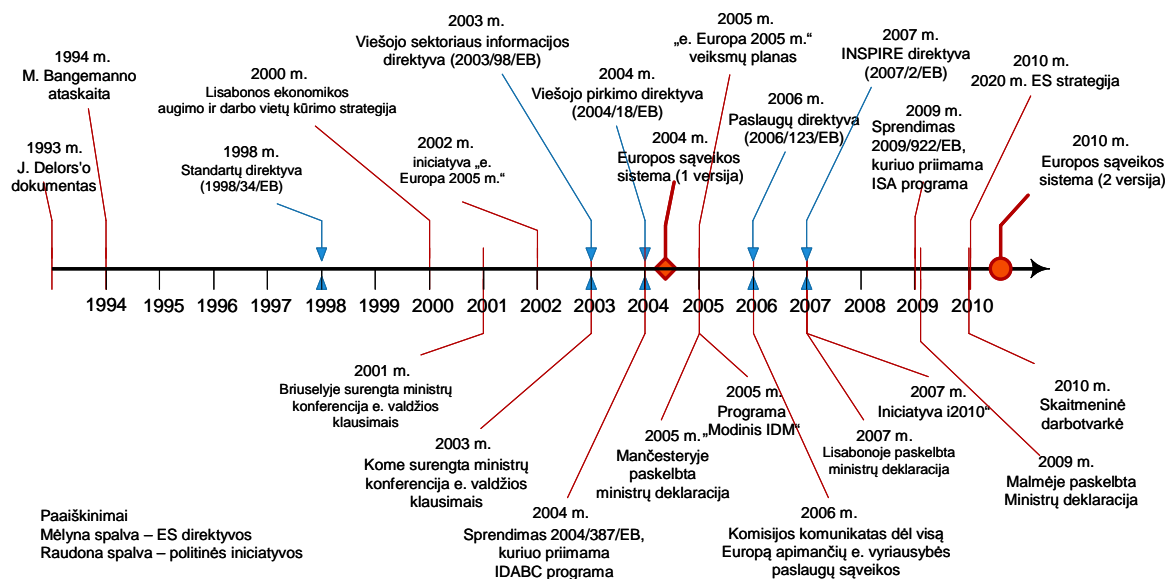 1993 m.
J. Delors'o
dokumentas
1994 m.
M. Bangemanno
ataskaita
1998 m.
Standartų direktyva
(1998/34/EB)
2000 m.
Lisabonos ekonomikos
augimo ir darbo vietų kūrimo strategija
2002 m.
iniciatyva „e.
Europa 2005 m.“
2003 m.
Viešojo sektoriaus informacijos
direktyva (2003/98/EB)
2004 m.
Viešojo pirkimo direktyva
(2004/18/EB)
2004 m.
Europos sąveikos
sistema (1 versija)
2005 m.
„e. Europa 2005 m.“
veiksmų planas
2006 m.
Paslaugų direktyva
(2006/123/EB)
2007 m.
INSPIRE direktyva
(2007/2/EB)
2009 m.
Sprendimas
2009/922/EB,
kuriuo priimama
ISA programa
2010 m.
2020 m. ES strategija
2010 m.
Europos sąveikos
sistema (2 versija)
1994 1995 1996 1997 1998 1999 2000 2001 2002 2003 2004 2005 2006 2007 2008 2009 2010
2001 m.
Briuselyje surengta ministrų
konferencija e. valdžios
klausimais
2003 m.
Kome surengta ministrų
konferencija e. valdžios
klausimais
2004 m.
Sprendimas 2004/387/EB,
kuriuo priimama
IDABC programa
2005 m.
Mančesteryje
paskelbta
ministrų deklaracija
2005 m.
Programa
„Modinis IDM“
2006 m.
Komisijos komunikatas dėl visą
Europą apimančių e. vyriausybės
paslaugų sąveikos
2007 m.
Iniciatyva i2010“
2007 m.
Lisabonoje paskelbta
ministrų deklaracija
2009 m.
Malmėje paskelbta
Ministrų deklaracija
2010 m.
Skaitmeninė
darbotvarkė
Paaiškinimai
Mėlyna spalva – ES direktyvos
Raudona spalva – politinės iniciatyvos